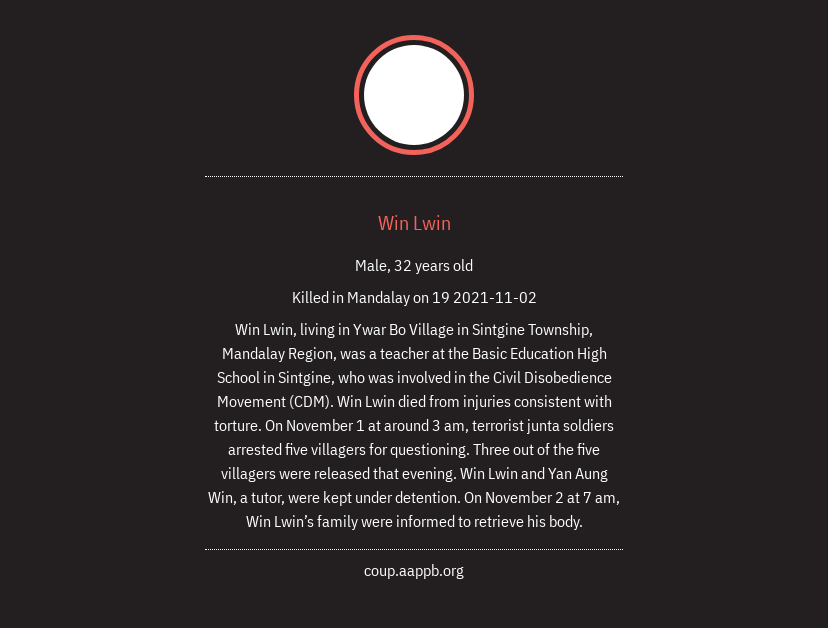 Win Lwin
Male, 32 years old
Killed in Mandalay on 19 2021-11-02
Win Lwin, living in Ywar Bo Village in Sintgine Township,
Mandalay Region, was a teacher at the Basic Education High
School in Sintgine, who was involved in the Civil Disobedience
Movement (CDM). Win Lwin died from injuries consistent with
torture. On November 1 at around 3 am, terrorist junta soldiers
arrested five villagers for questioning. Three out of the five
villagers were released that evening. Win Lwin and Yan Aung
Win, a tutor, were kept under detention. On November 2 at 7 am,
Win Lwin’s family were informed to retrieve his body.
coup.aappb.org